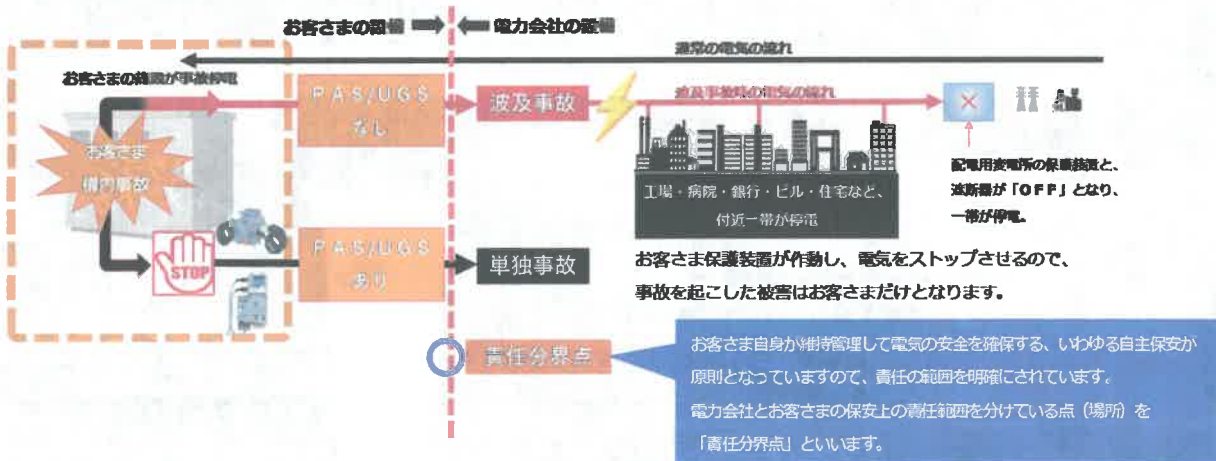 お客さまの設備
電力会社の設備
通常の電気の流れ
お客さまの施設が事故停電
PAS/UGS
なし
波及事故
波及事故時の電気の流れ
お客さま
構内事故
工場・病院・銀行・ビル・住宅など、
付近一帯が停電
配電用変電所の保護装置と、
遮断器が「OFF」となり、
一帯が停電。
STOP
PAS/UGS
あり
単独事故
お客さま保護装置が作動し、電気をストップさせるので、
事故を起こした被害はお客さまだけとなります。
責任分界点
お客さま自身が維持管理して電気の安全を確保する、いわゆる自主保安が
原則となっていますので、責任の範囲を明確にされています。
電力会社とお客さまの保安上の責任範囲を分けている点（場所）を
「責任分界点」といいます。